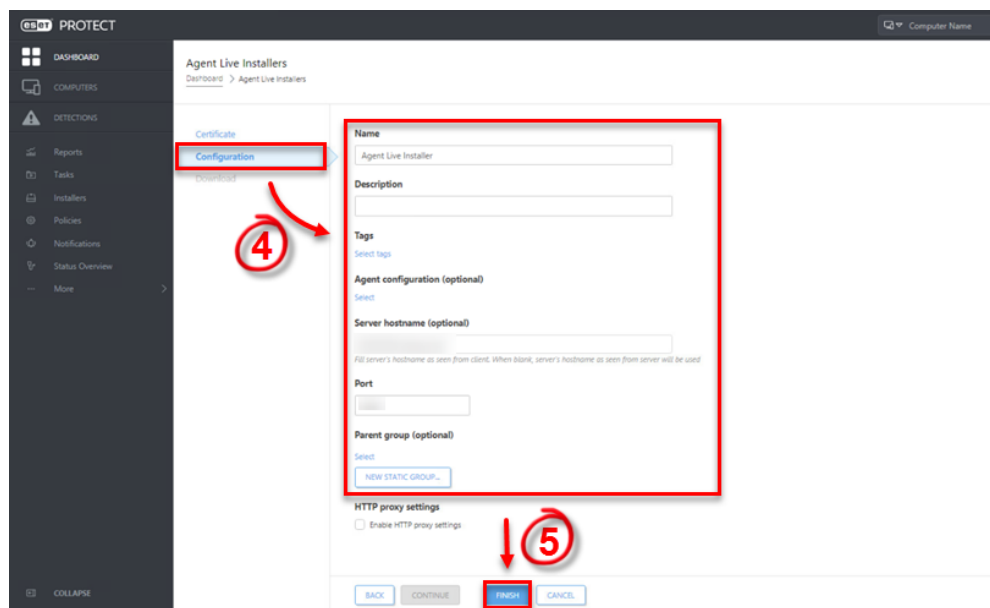 eset PROTECT
Computer Name
DASHBOARD
COMPUTERS
DETECTIONS
Reports
Tasks
Installers
Policies
Notifications
Status Overview
More
COLLAPSE
Agent Live Installers
Dashboard > Agent Live Installers
Certificate
Configuration
Download
4
Name
Agent Live Installer
Description
Tags
Select tags
Agent configuration (optional)
Select
Server hostname (optional)
Fill server's hostname as seen from client. When blank, server's hostname as seen from server will be used
Port
Parent group (optional)
Select
NEW STATIC GROUP...
HTTP proxy settings
Enable HTTP proxy settings
5
BACK CONTINUE FINISH CANCEL